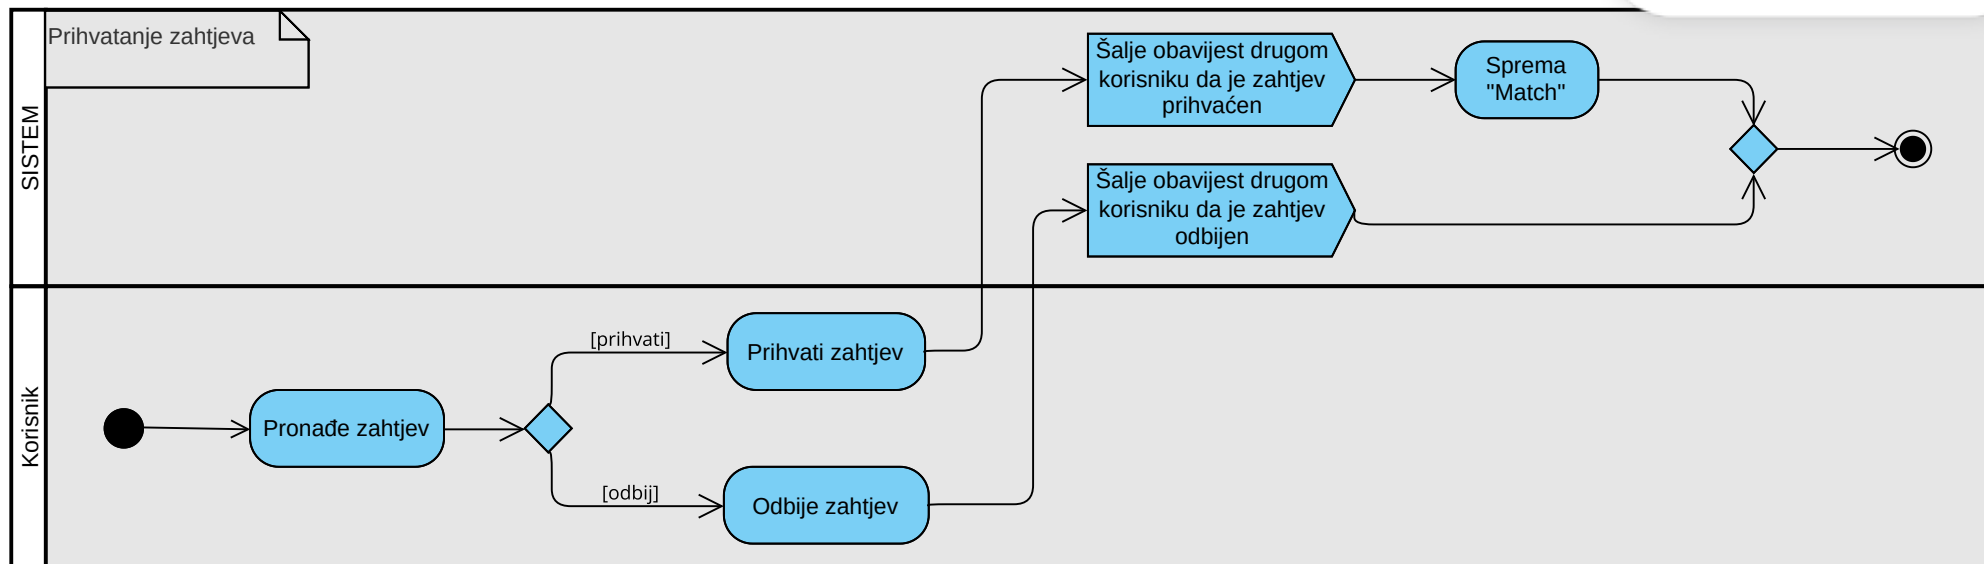 Prihvatanje zahtjeva
SISTEM
Šalje obavijest drugom
korisniku da je zahtjev
prihvaćen
Sprema
"Match"
Šalje obavijest drugom
korisniku da je zahtjev
odbijen
Korisnik
Pronađe zahtjev
[prihvati]
Prihvati zahtjev
[odbij]
Odbije zahtjev